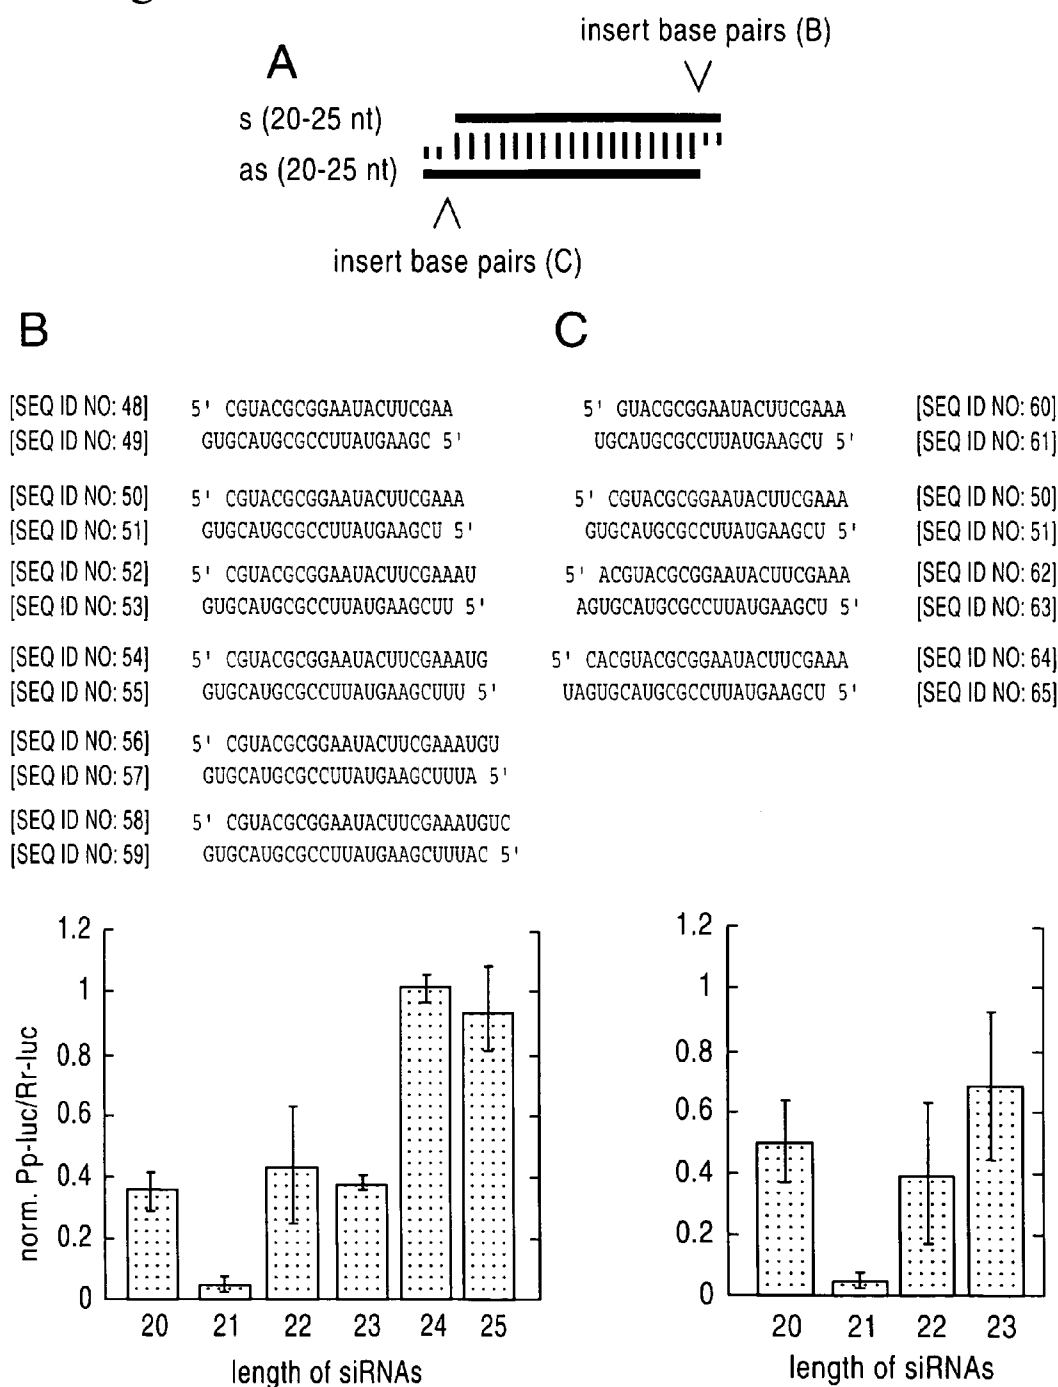 insert base pairs (B)
A
s (20-25 nt)
as (20-25 nt)
insert base pairs (C)
B
[SEQ ID NO: 48] 5' CGUACGCGGAAUACUUCGAA
[SEQ ID NO: 49] GUGCAUGCGCCUUAUGAAGC 5'
[SEQ ID NO: 50] 5' CGUACGCGGAAUACUUCGAAA
[SEQ ID NO: 51] GUGCAUGCGCCUUAUGAAGCU 5'
[SEQ ID NO: 52] 5' CGUACGCGGAAUACUUCGAAAU
[SEQ ID NO: 53] GUGCAUGCGCCUUAUGAAGCUU 5'
[SEQ ID NO: 54] 5' CGUACGCGGAAUACUUCGAAAUG
[SEQ ID NO: 55] GUGCAUGCGCCUUAUGAAGCUUU 5'
[SEQ ID NO: 56] 5' CGUACGCGGAAUACUUCGAAAUGU
[SEQ ID NO: 57] GUGCAUGCGCCUUAUGAAGCUUUA 5'
[SEQ ID NO: 58] 5' CGUACGCGGAAUACUUCGAAAUGUC
[SEQ ID NO: 59] GUGCAUGCGCCUUAUGAAGCUUUAC 5'
C
5' GUACGCGGAAUACUUCGAAA [SEQ ID NO: 60]
UGCAUGCGCCUUAUGAAGCU 5' [SEQ ID NO: 61]
5' CGUACGCGGAAUACUUCGAAA [SEQ ID NO: 50]
GUGCAUGCGCCUUAUGAAGCU 5' [SEQ ID NO: 51]
5' ACGUACGCGGAAUACUUCGAAA [SEQ ID NO: 62]
AGUGCAUGCGCCUUAUGAAGCU 5' [SEQ ID NO: 63]
5' CACGUACGCGGAAUACUUCGAAA [SEQ ID NO: 64]
UAGUGCAUGCGCCUUAUGAAGCU 5' [SEQ ID NO: 65]
norm. Pp-luc/Rr-luc
1.2
1
0.8
0.6
0.4
0.2
0
20 21 22 23 24 25
length of siRNAs
1.2
1
0.8
0.6
0.4
0.2
0
20 21 22 23
length of siRNAs